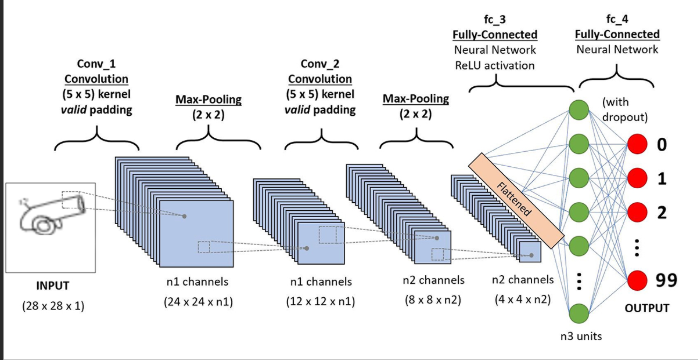 Conv_1
Convolution
(5 x 5) kernel
valid padding
Max-Pooling
(2 x 2)
Conv_2
Convolution
(5 x 5) kernel
valid padding
Max-Pooling
(2 x 2)
fc_3
Fully-Connected
Neural Network
ReLU activation
fc_4
Fully-Connected
Neural Network
(with
dropout)
Flattened
0
1
2
99
OUTPUT
INPUT
(28 x 28 x 1)
n1 channels
(24 x 24 x n1)
n1 channels
(12 x 12 x n1)
n2 channels
(8 x 8 x n2)
n2 channels
(4 x 4 x n2)
n3 units